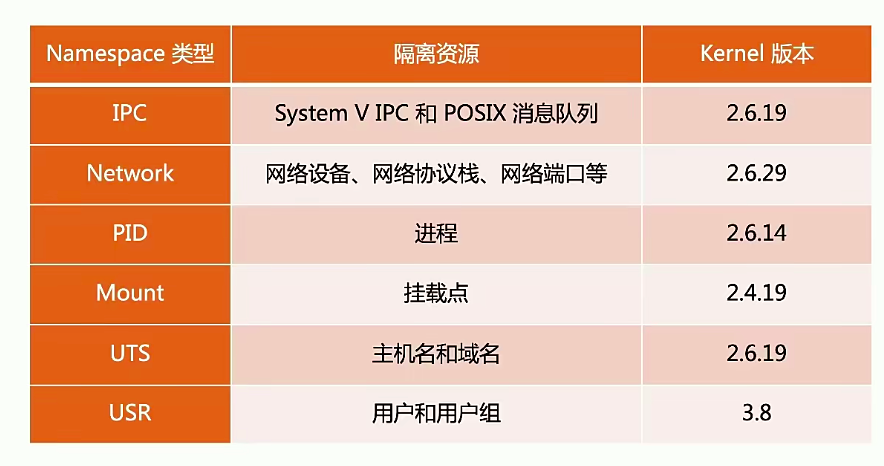 Namespace 类型 隔离资源 Kernel 版本
IPC System V IPC 和 POSIX 消息队列 2.6.19
Network 网络设备、网络协议栈、网络端口等 2.6.29
PID 进程 2.6.14
Mount 挂载点 2.4.19
UTS 主机名和域名 2.6.19
USR 用户和用户组 3.8